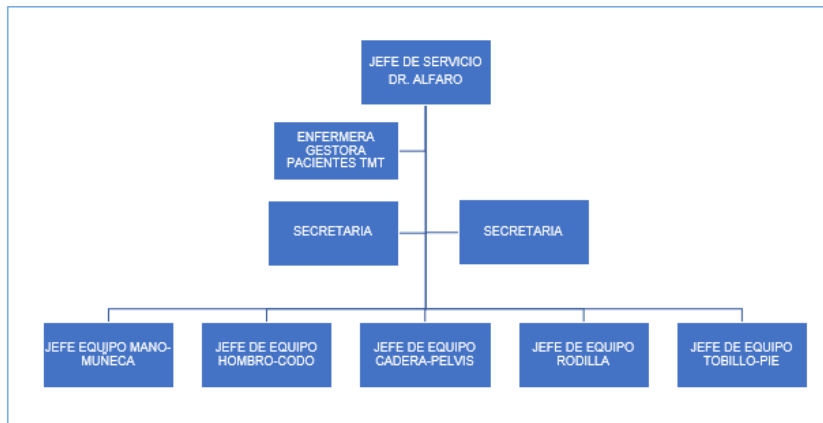 JEFE DE SERVICIO
DR. ALFARO
ENFERMERA
GESTORA
PACIENTES TMT
SECRETARIA
SECRETARIA
JEFE EQUIPO MANO-
MUÑECA
JEFE DE EQUIPO
HOMBRO-CODO
JEFE DE EQUIPO
CADERA-PELVIS
JEFE DE EQUIPO
RODILLA
JEFE DE EQUIPO
TOBILLO-PIE